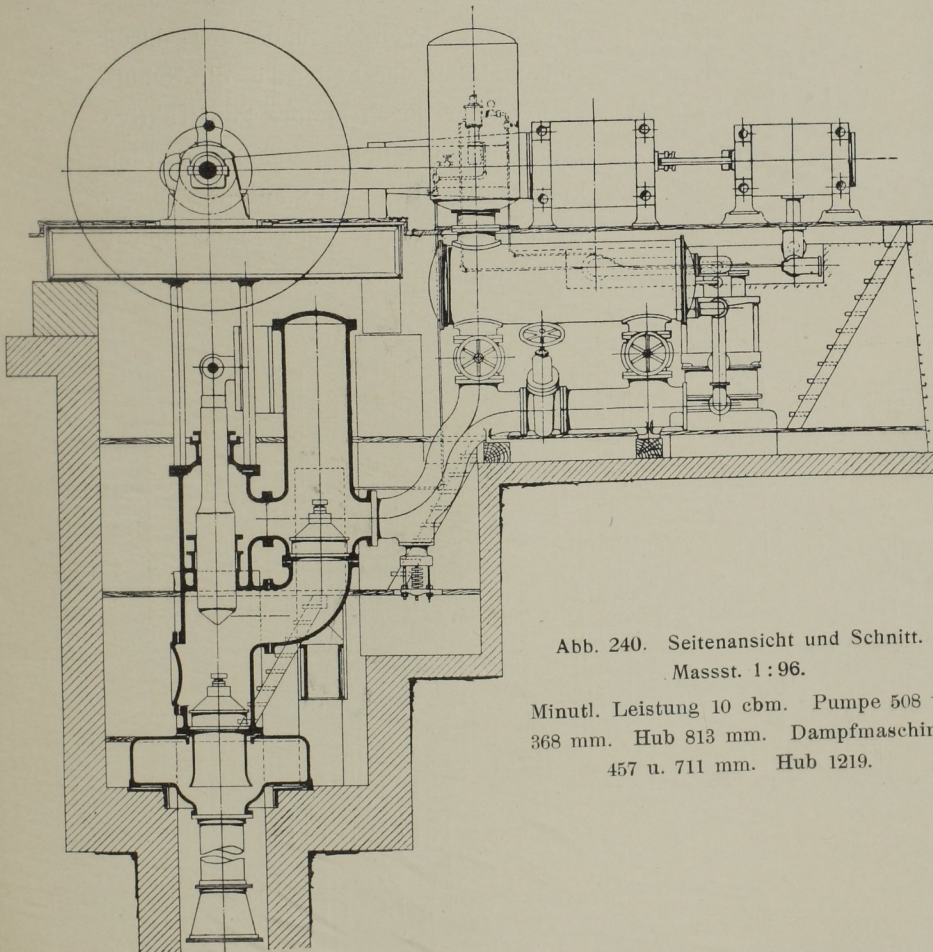 Abb. 240. Seitenansicht und Schnitt.
Massst. 1 : 96.
Minutl. Leistung 10 cbm. Pumpe 508
368 mm. Hub 813 mm. Dampfmaschin
457 u. 711 mm. Hub 1219.